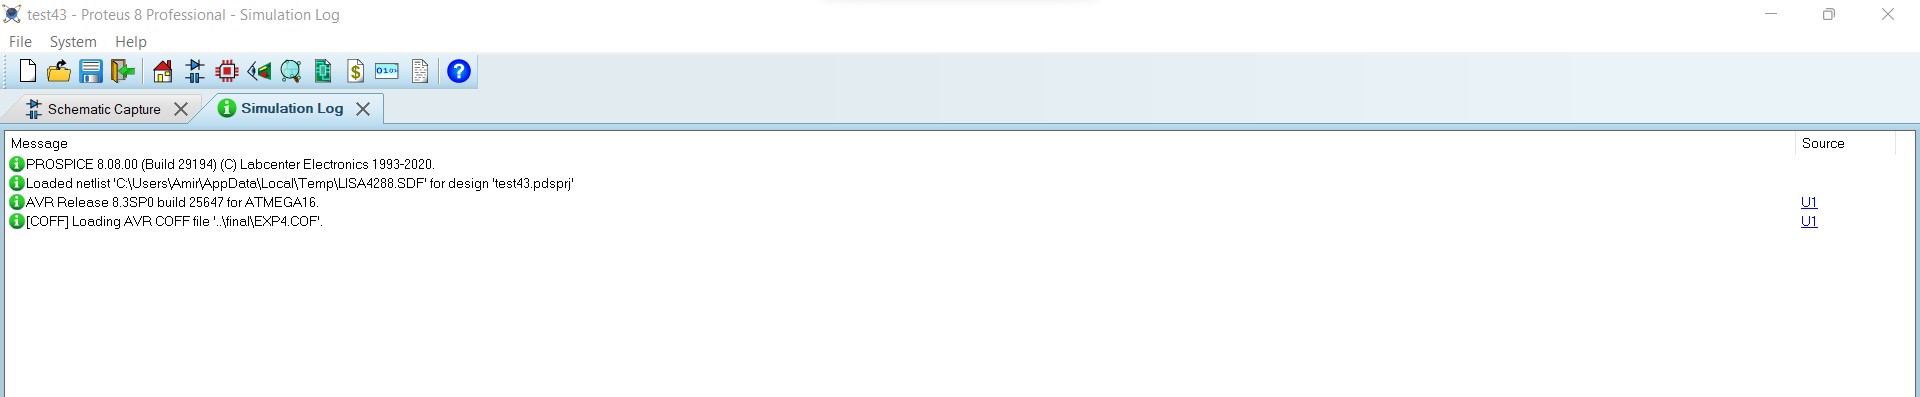 test43 - Proteus 8 Professional - Simulation Log
File System Help
Schematic Capture Simulation Log
Message Source
PROSPICE 8.08.00 (Build 29194) (C) Labcenter Electronics 1993-2020.
Loaded netlist 'C:\Users\Amir\AppData\Local\Temp\LISA4288.SDF' for design 'test43.pdsprj'
AVR Release 8.3SP0 build 25647 for ATMEGA16. U1
[COFF] Loading AVR COFF file '..\final\EXP4.COF'. U1